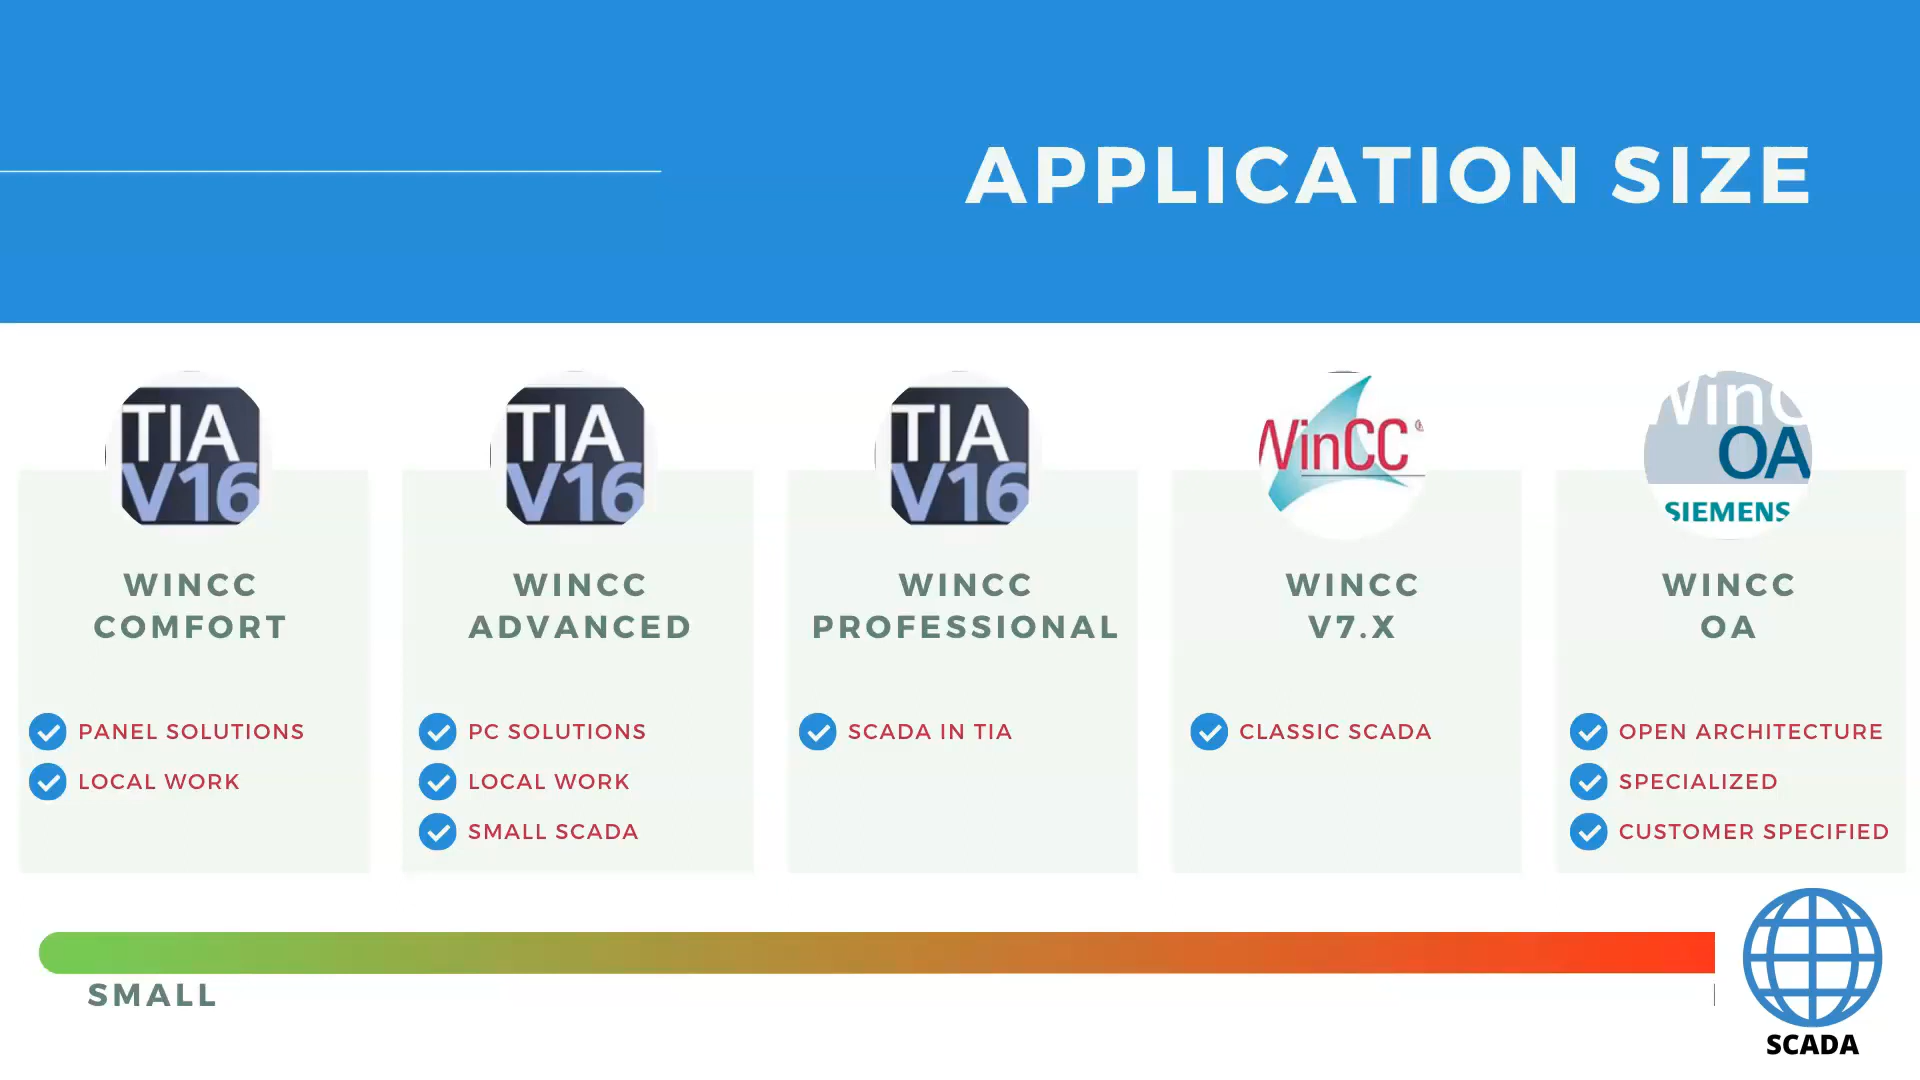 APPLICATION SIZE
TIA
V16
WINCC
COMFORT
PANEL SOLUTIONS
LOCAL WORK
TIA
V16
WINCC
ADVANCED
PC SOLUTIONS
LOCAL WORK
SMALL SCADA
TIA
V16
WINCC
PROFESSIONAL
SCADA IN TIA
WinCC
WINCC
V7.X
CLASSIC SCADA
WinC
OA
SIEMENS
WINCC
OA
OPEN ARCHITECTURE
SPECIALIZED
CUSTOMER SPECIFIED
SMALL
SCADA